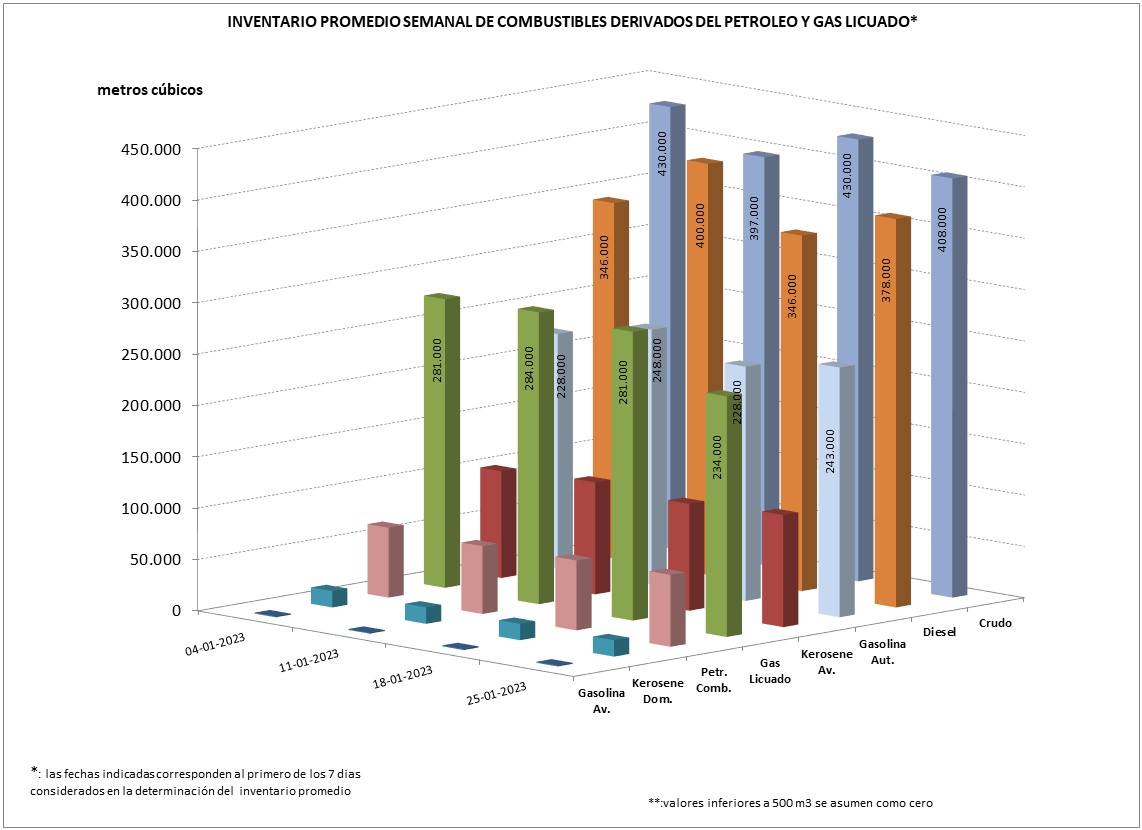 INVENTARIO PROMEDIO SEMANAL DE COMBUSTIBLES DERIVADOS DEL PETROLEO Y GAS LICUADO*
metros cúbicos
450.000
400.000
350.000
300.000
250.000
200.000
150.000
100.000
50.000
0
430.000
400.000
397.000
430.000
408.000
346.000
346.000
378.000
281.000
284.000
228.000
281.000
248.000
234.000
228.000
243.000
04-01-2023
11-01-2023
18-01-2023
25-01-2023
Gasolina
Av.
Kerosene
Dom.
Petr.
Comb.
Gas
Licuado
Kerosene
Av.
Gasolina
Aut.
Diesel
Crudo
*: las fechas indicadas corresponden al primero de los 7 dias
considerados en la determinación del inventario promedio
**:valores inferiores a 500 m3 se asumen como cero